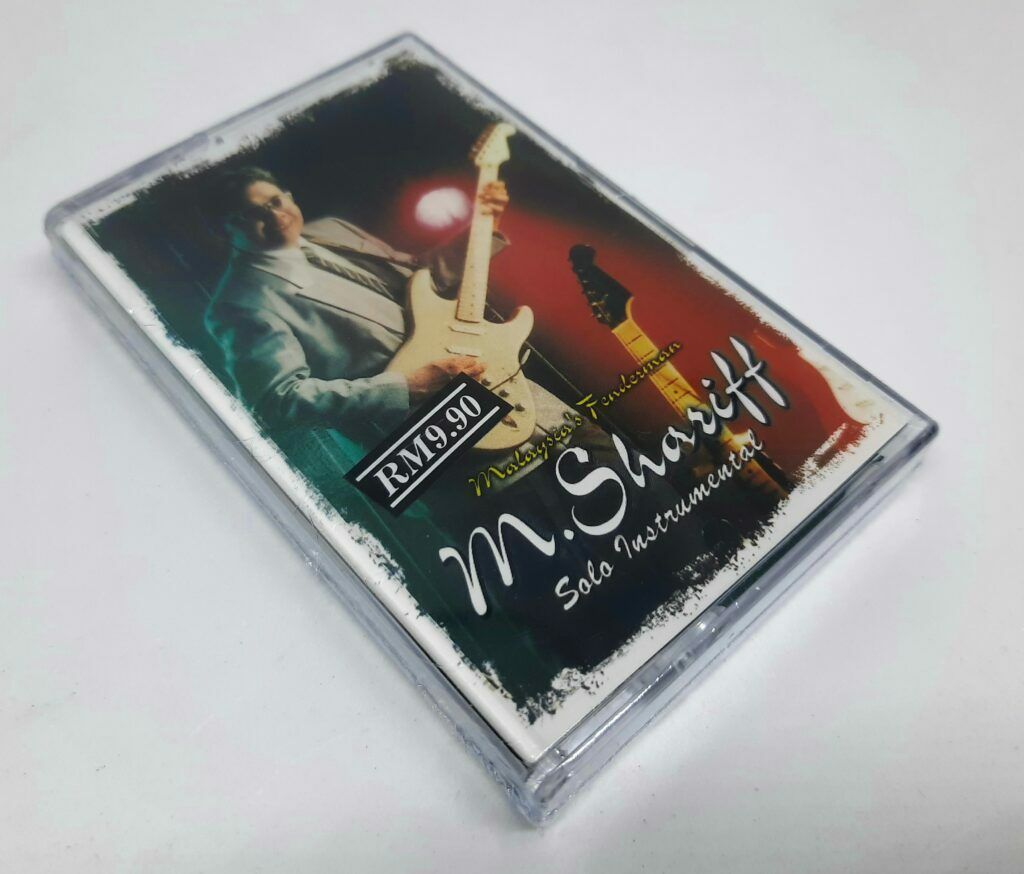 RM9.90
Malaysia's Fenderman
M. Shariff
Solo Instrumental